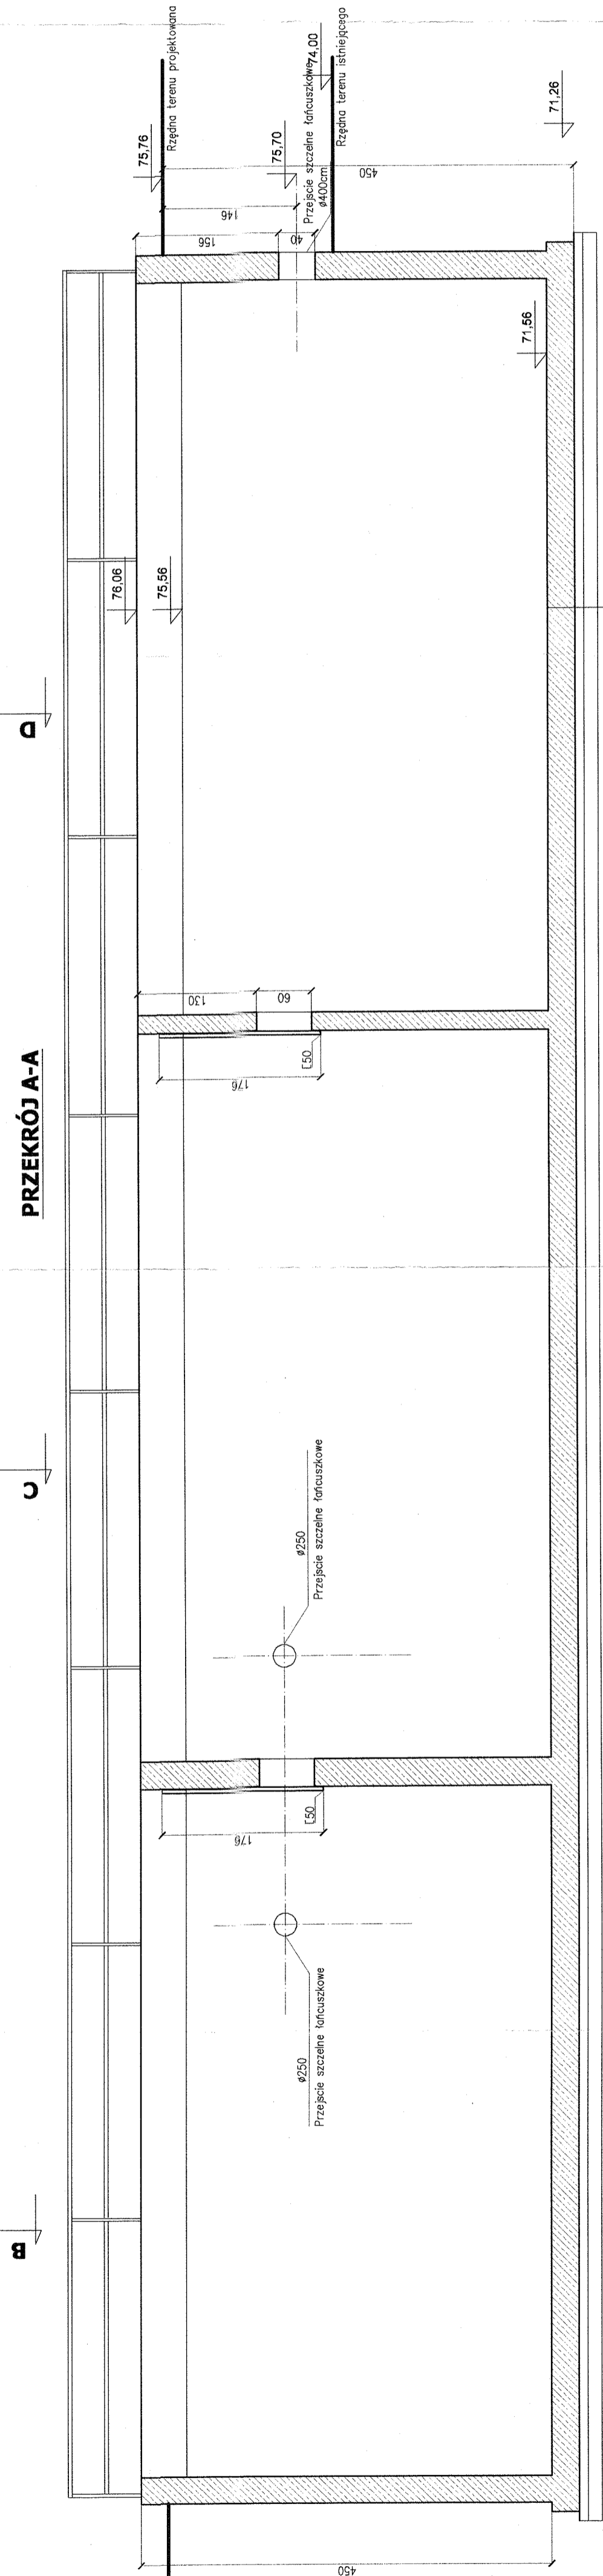 PRZEKRÓJ A-A
B
C
D
76,06
75,56
75,76
Rzędna terenu projektowana
75,70
Przejście szczelne łańcuszkowe
ø400cm
74,00
Rzędna terenu istniejącego
71,26
71,56
156
40
146
450
130
60
176
[50
176
[50
ø250
Przejście szczelne łańcuszkowe
ø250
Przejście szczelne łańcuszkowe
450